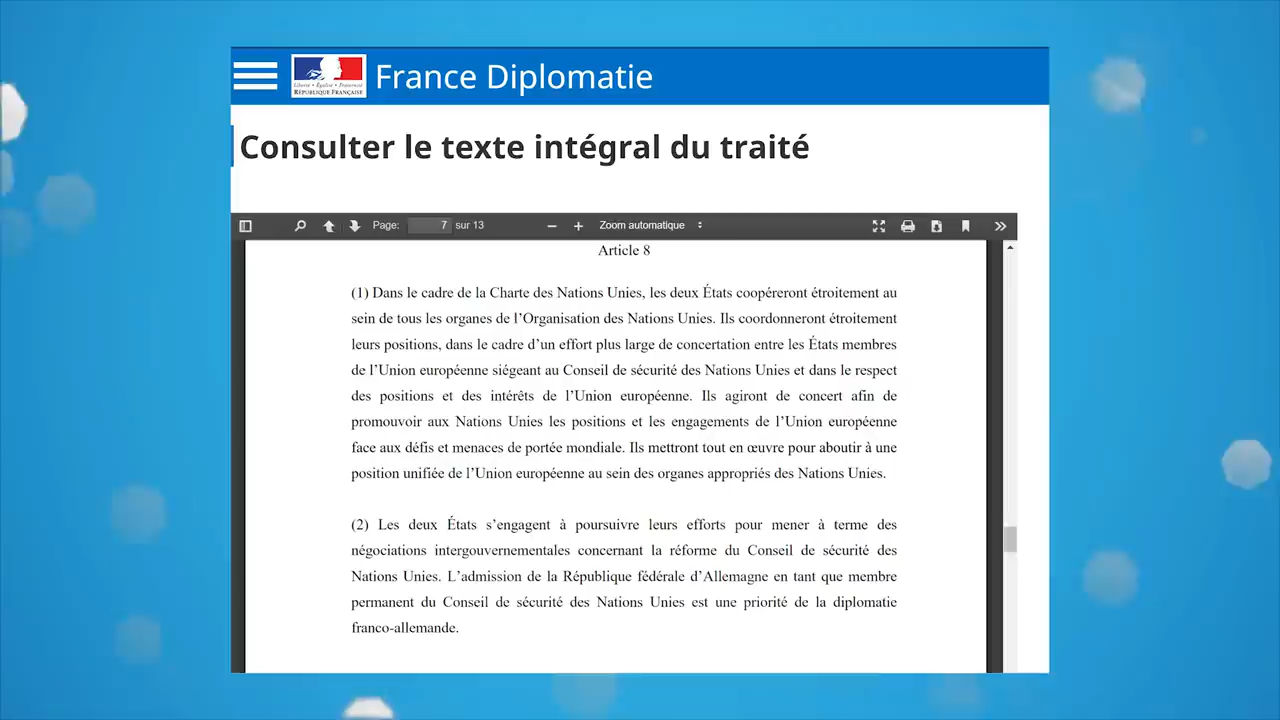 France Diplomatie
Liberté • Égalité • Fraternité
RÉPUBLIQUE FRANÇAISE
Consulter le texte intégral du traité
Page: 7 sur 13 Zoom automatique
Article 8
(1) Dans le cadre de la Charte des Nations Unies, les deux États coopéreront étroitement au
sein de tous les organes de l’Organisation des Nations Unies. Ils coordonneront étroitement
leurs positions, dans le cadre d’un effort plus large de concertation entre les États membres
de l’Union européenne siégeant au Conseil de sécurité des Nations Unies et dans le respect
des positions et des intérêts de l’Union européenne. Ils agiront de concert afin de
promouvoir aux Nations Unies les positions et les engagements de l’Union européenne
face aux défis et menaces de portée mondiale. Ils mettront tout en œuvre pour aboutir à une
position unifiée de l’Union européenne au sein des organes appropriés des Nations Unies.
(2) Les deux États s’engagent à poursuivre leurs efforts pour mener à terme des
négociations intergouvernementales concernant la réforme du Conseil de sécurité des
Nations Unies. L’admission de la République fédérale d’Allemagne en tant que membre
permanent du Conseil de sécurité des Nations Unies est une priorité de la diplomatie
franco-allemande.